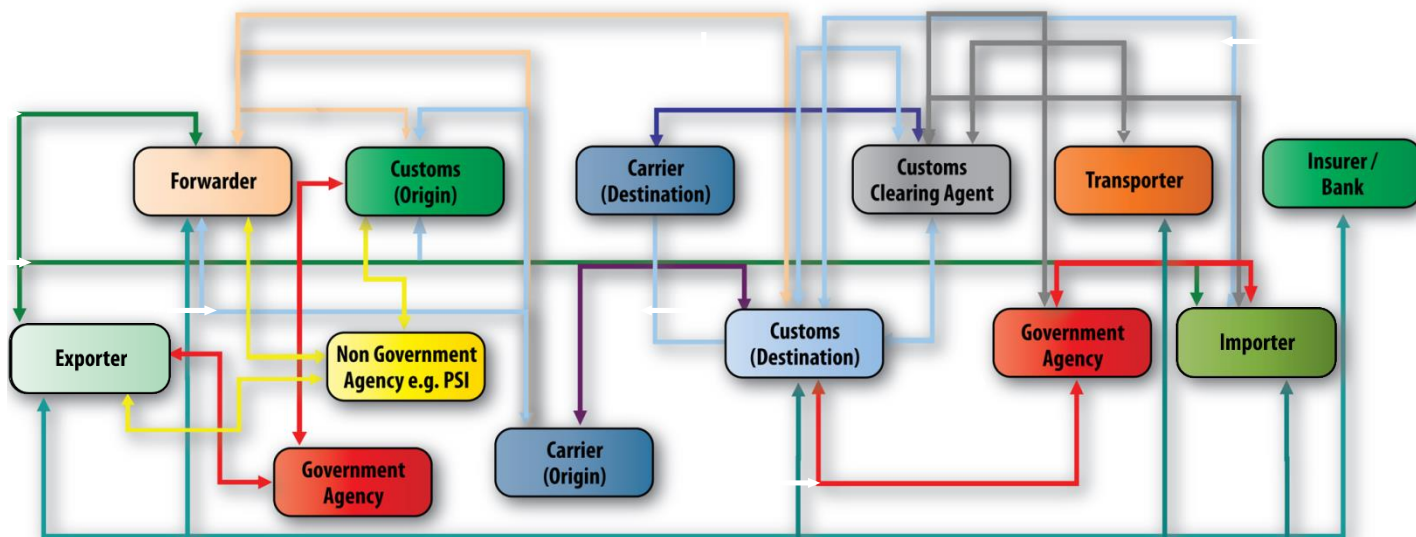 Forwarder
Customs
(Origin)
Carrier
(Destination)
Customs
Clearing Agent
Transporter
Insurer /
Bank
Exporter
Non Government
Agency e.g. PSI
Customs
(Destination)
Government
Agency
Importer
Government
Agency
Carrier
(Origin)